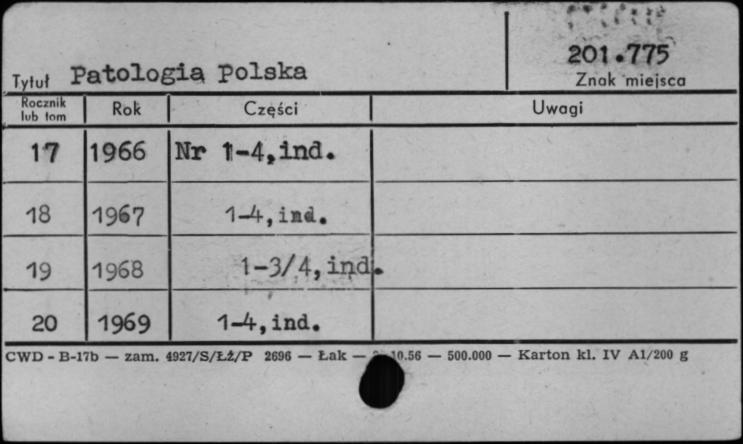 201.775
Tytuł Patologia Polska Znak miejsca
Rocznik lub tom Rok Części Uwagi
17 1966 Nr 1-4, ind.
18 1967 1-4, ind.
19 1968 1-3/4, ind.
20 1969 1-4, ind.
CWD - B-17b — zam. 4927/S/ŁŻ/P 2696 — Łak — 10.56 — 500.000 — Karton kl. IV A1/200 g